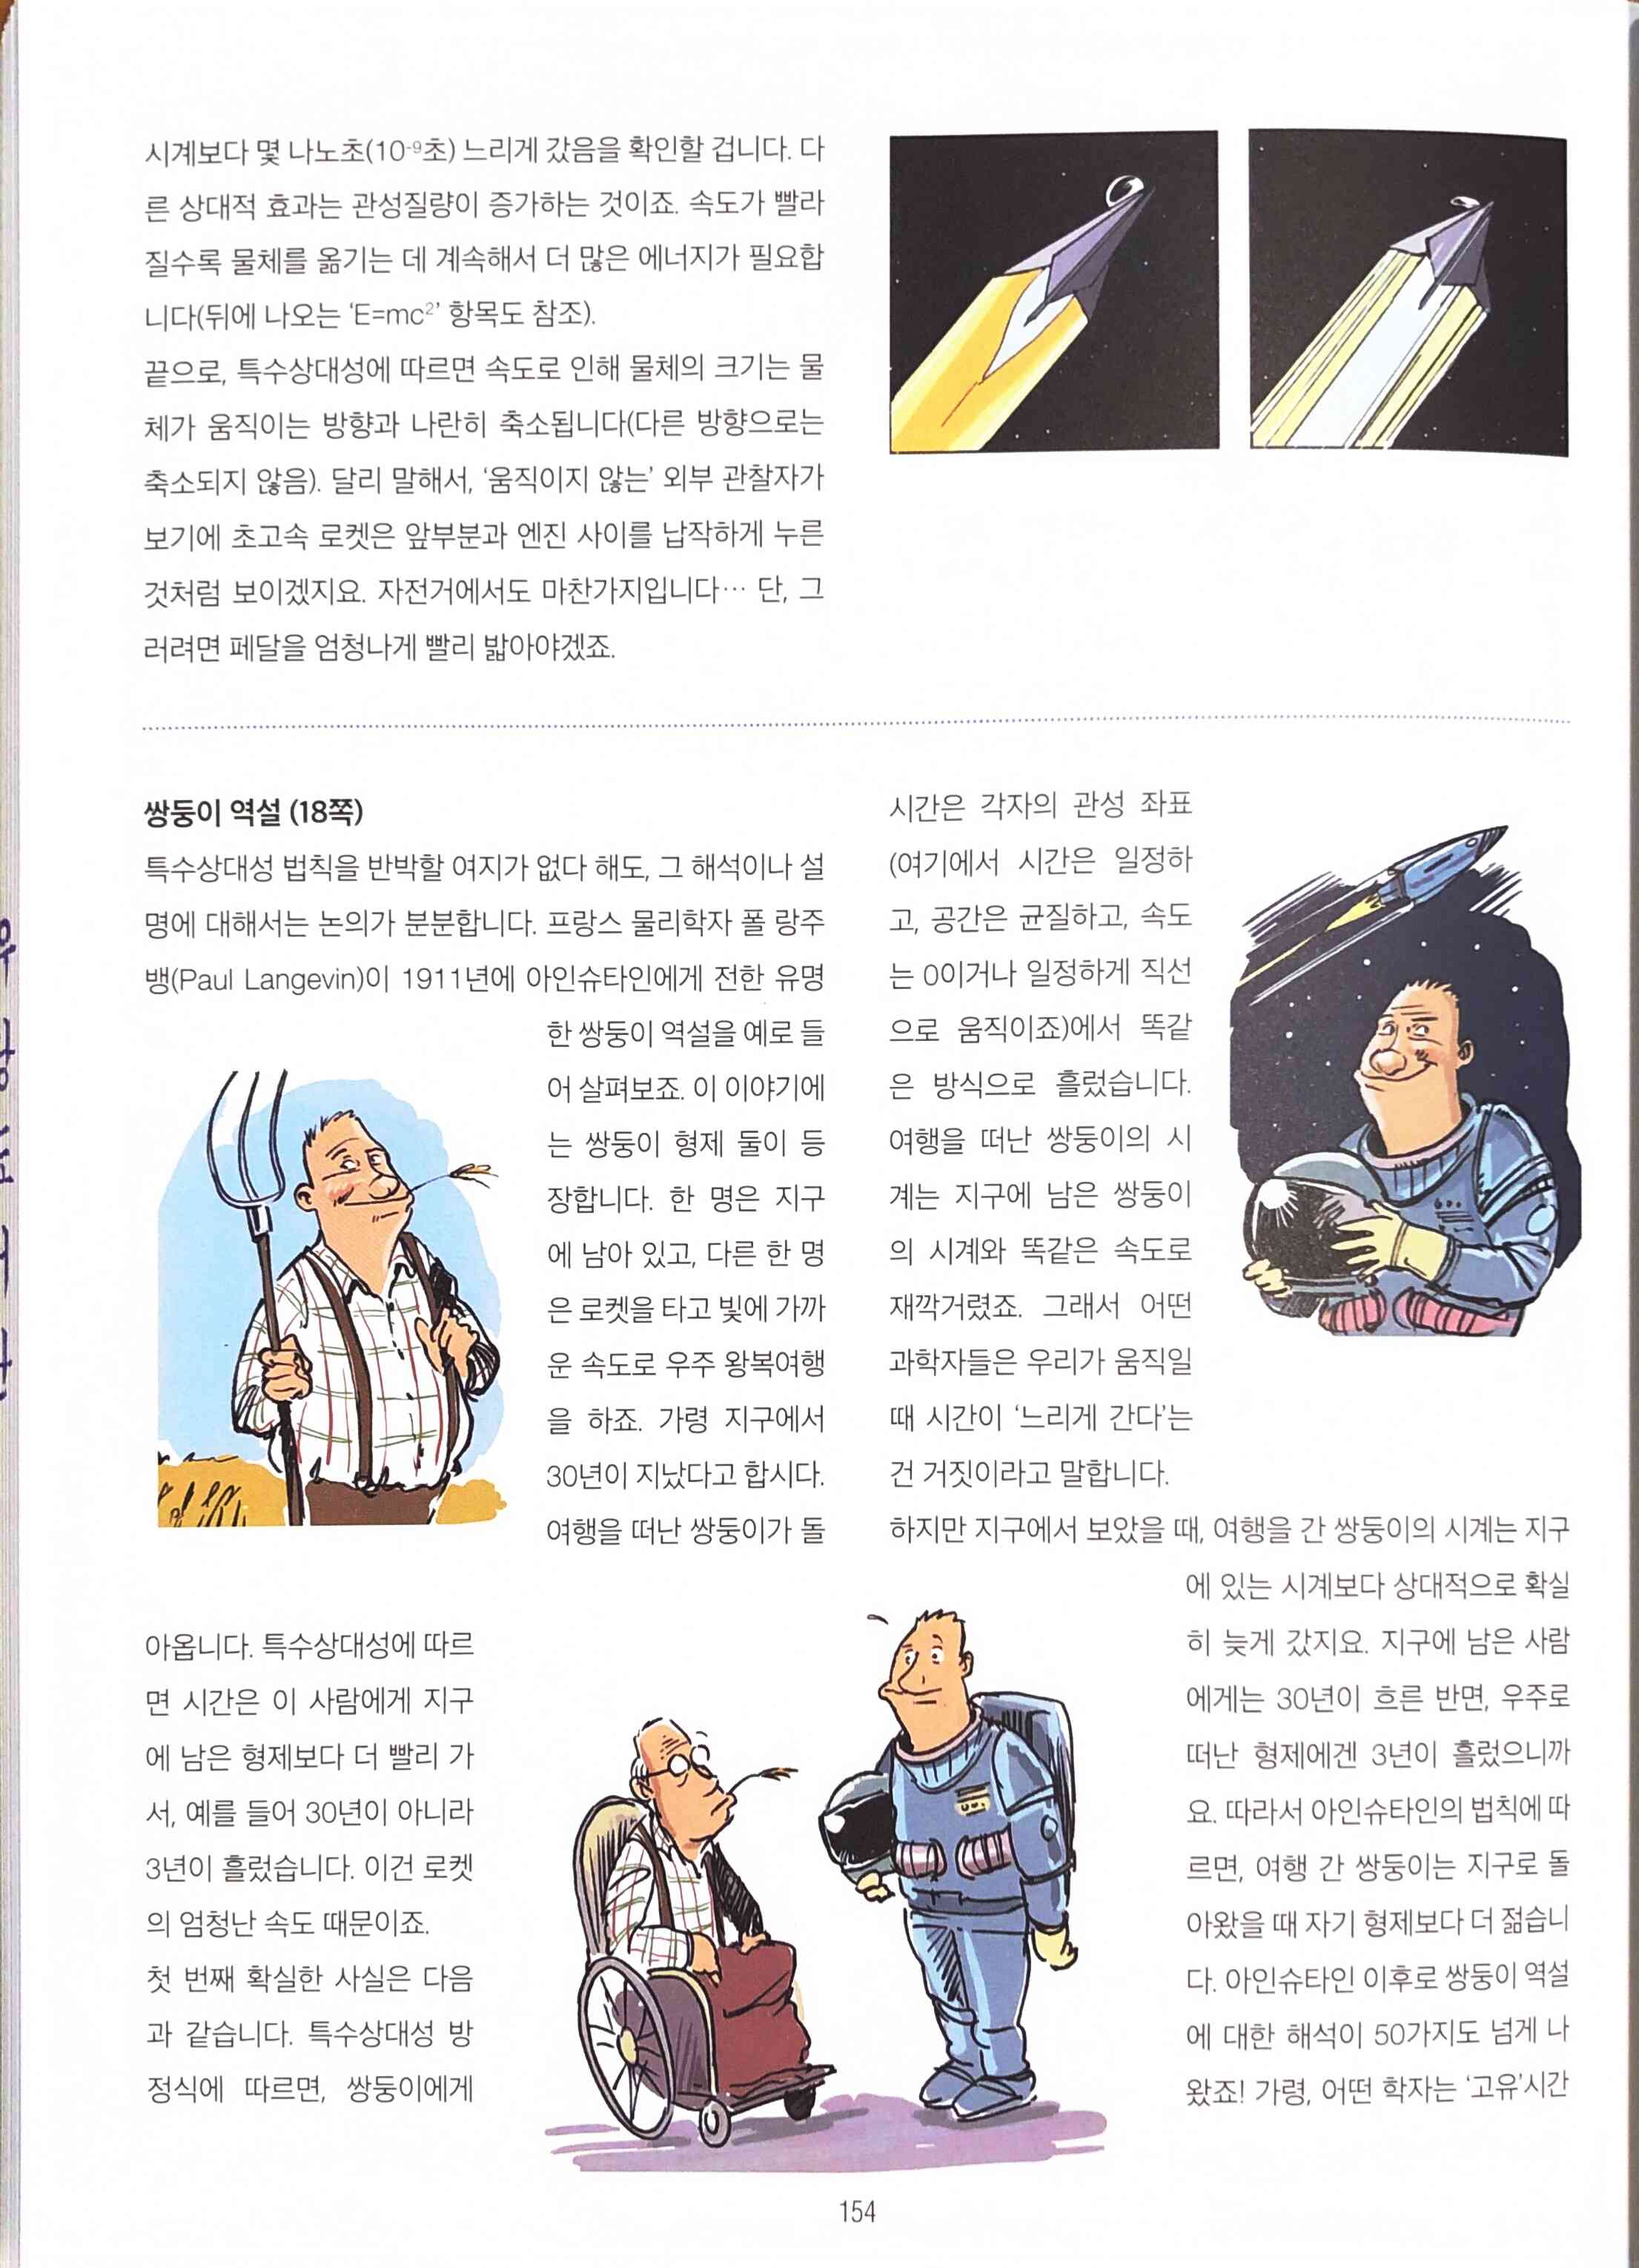 시계보다 몇 나노초(10⁻⁹초) 느리게 갔음을 확인할 겁니다. 다
른 상대적 효과는 관성질량이 증가하는 것이죠. 속도가 빨라
질수록 물체를 옮기는 데 계속해서 더 많은 에너지가 필요합
니다(뒤에 나오는 ‘E=mc²’ 항목도 참조).
끝으로, 특수상대성에 따르면 속도로 인해 물체의 크기는 물
체가 움직이는 방향과 나란히 축소됩니다(다른 방향으로는
축소되지 않음). 달리 말해서, ‘움직이지 않는’ 외부 관찰자가
보기에 초고속 로켓은 앞부분과 엔진 사이를 납작하게 누른
것처럼 보이겠지요. 자전거에서도 마찬가지입니다… 단, 그
러려면 페달을 엄청나게 빨리 밟아야겠죠.
쌍둥이 역설 (18쪽)
특수상대성 법칙을 반박할 여지가 없다 해도, 그 해석이나 설
명에 대해서는 논의가 분분합니다. 프랑스 물리학자 폴 랑주
뱅(Paul Langevin)이 1911년에 아인슈타인에게 전한 유명
한 쌍둥이 역설을 예로 들
어 살펴보죠. 이 이야기에
는 쌍둥이 형제 둘이 등
장합니다. 한 명은 지구
에 남아 있고, 다른 한 명
은 로켓을 타고 빛에 가까
운 속도로 우주 왕복여행
을 하죠. 가령 지구에서
30년이 지났다고 합시다.
여행을 떠난 쌍둥이가 돌
아옵니다. 특수상대성에 따르
면 시간은 이 사람에게 지구
에 남은 형제보다 더 빨리 가
서, 예를 들어 30년이 아니라
3년이 흘렀습니다. 이건 로켓
의 엄청난 속도 때문이죠.
첫 번째 확실한 사실은 다음
과 같습니다. 특수상대성 방
정식에 따르면, 쌍둥이에게
시간은 각자의 관성 좌표
(여기에서 시간은 일정하
고, 공간은 균질하고, 속도
는 0이거나 일정하게 직선
으로 움직이죠)에서 똑같
은 방식으로 흘렀습니다.
여행을 떠난 쌍둥이의 시
계는 지구에 남은 쌍둥이
의 시계와 똑같은 속도로
재깍거렸죠. 그래서 어떤
과학자들은 우리가 움직일
때 시간이 ‘느리게 간다’는
건 거짓이라고 말합니다.
하지만 지구에서 보았을 때, 여행을 간 쌍둥이의 시계는 지구
에 있는 시계보다 상대적으로 확실
히 늦게 갔지요. 지구에 남은 사람
에게는 30년이 흐른 반면, 우주로
떠난 형제에겐 3년이 흘렀으니까
요. 따라서 아인슈타인의 법칙에 따
르면, 여행 간 쌍둥이는 지구로 돌
아왔을 때 자기 형제보다 더 젊습니
다. 아인슈타인 이후로 쌍둥이 역설
에 대한 해석이 50가지도 넘게 나
왔죠! 가령, 어떤 학자는 ‘고유’시간
154